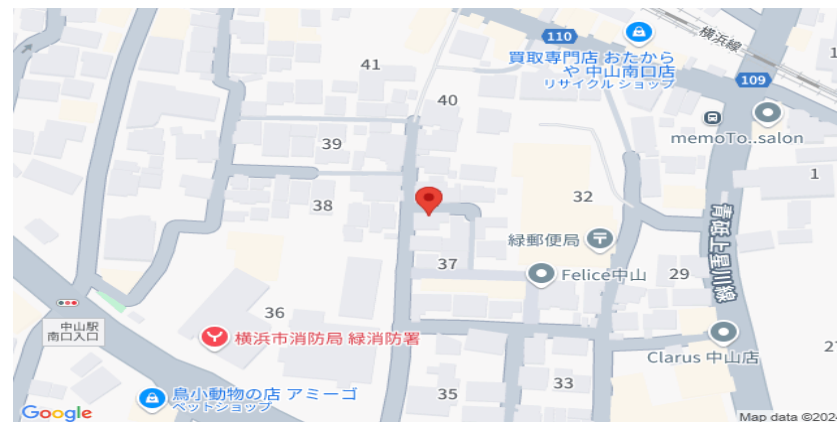 横浜線
110
買取専門店 おたから
や 中山南口店
リサイクル ショップ
109
41
40
memoTo..salon
39
1
38
32
青砥上星川線
緑郵便局
37
Felice中山
29
36
中山駅
南口入口
横浜市消防局 緑消防署
27
Clarus 中山店
鳥小動物の店 アミーゴ
ペットショップ
35
33
Google
Map data ©2024